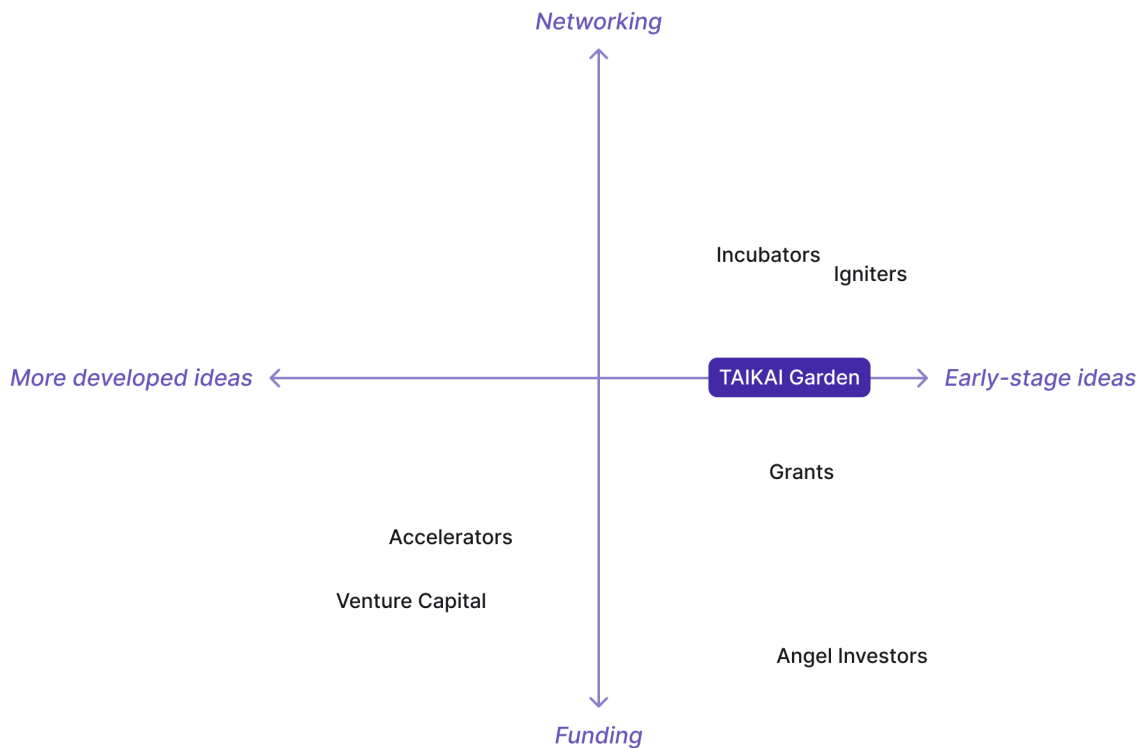 Networking
Incubators
Igniters
More developed ideas
TAIKAI Garden
Early-stage ideas
Grants
Accelerators
Venture Capital
Angel Investors
Funding